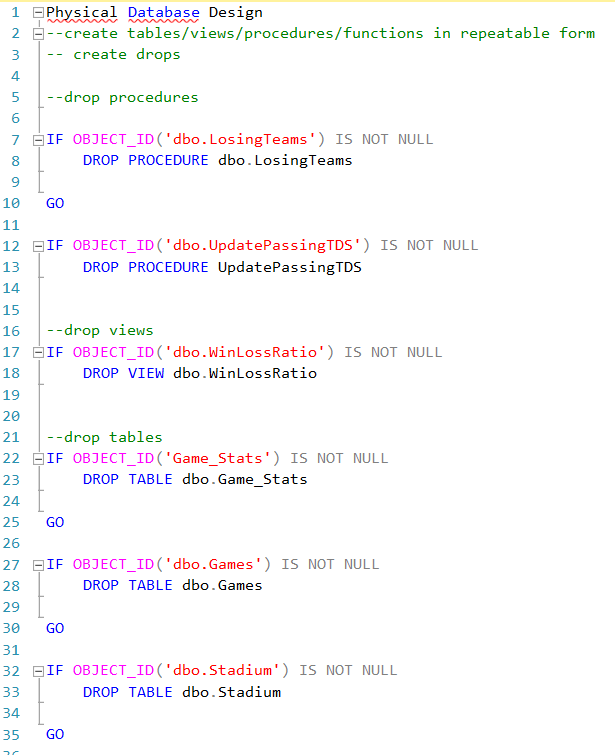 1 Physical Database Design
2 --create tables/views/procedures/functions in repeatable form
3 -- create drops
4
5 --drop procedures
6
7 IF OBJECT_ID('dbo.LosingTeams') IS NOT NULL
8 DROP PROCEDURE dbo.LosingTeams
9
10 GO
11
12 IF OBJECT_ID('dbo.UpdatePassingTDS') IS NOT NULL
13 DROP PROCEDURE UpdatePassingTDS
14
15
16 --drop views
17 IF OBJECT_ID('dbo.WinLossRatio') IS NOT NULL
18 DROP VIEW dbo.WinLossRatio
19
20
21 --drop tables
22 IF OBJECT_ID('Game_Stats') IS NOT NULL
23 DROP TABLE dbo.Game_Stats
24
25 GO
26
27 IF OBJECT_ID('dbo.Games') IS NOT NULL
28 DROP TABLE dbo.Games
29
30 GO
31
32 IF OBJECT_ID('dbo.Stadium') IS NOT NULL
33 DROP TABLE dbo.Stadium
34
35 GO